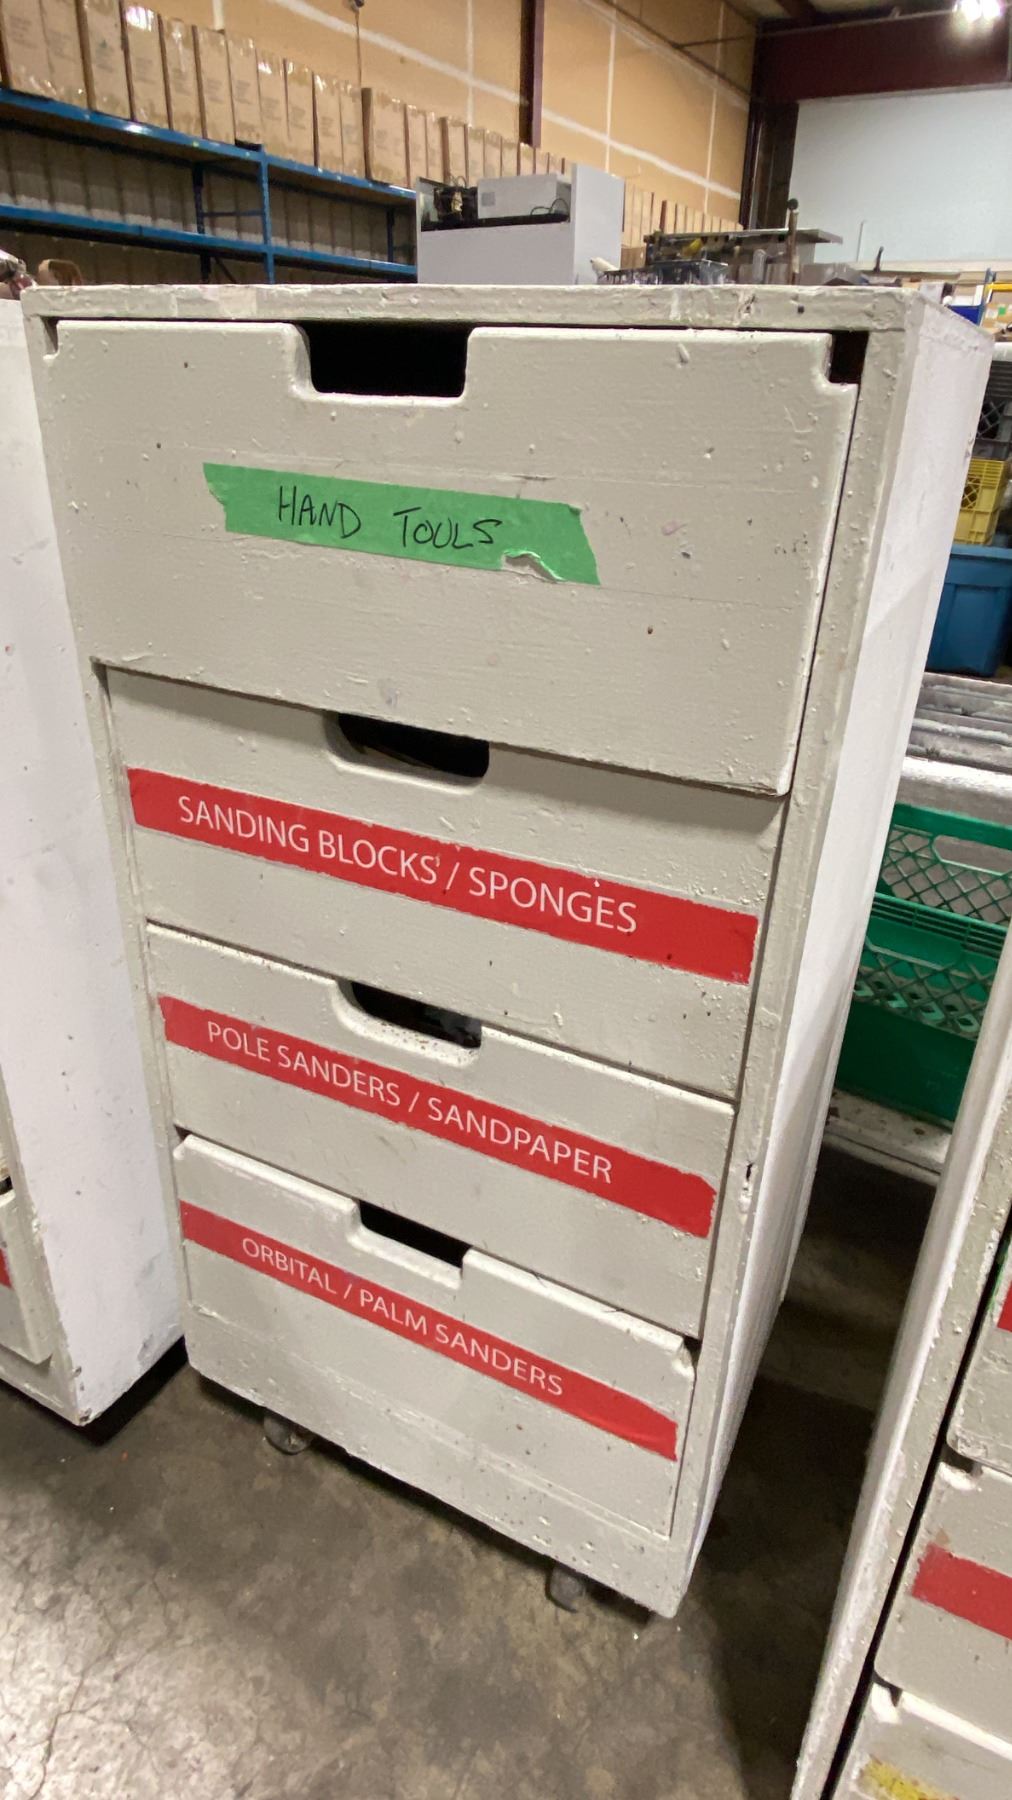 HAND TOOLS
SANDING BLOCKS / SPONGES
POLE SANDERS / SANDPAPER
ORBITAL / PALM SANDERS